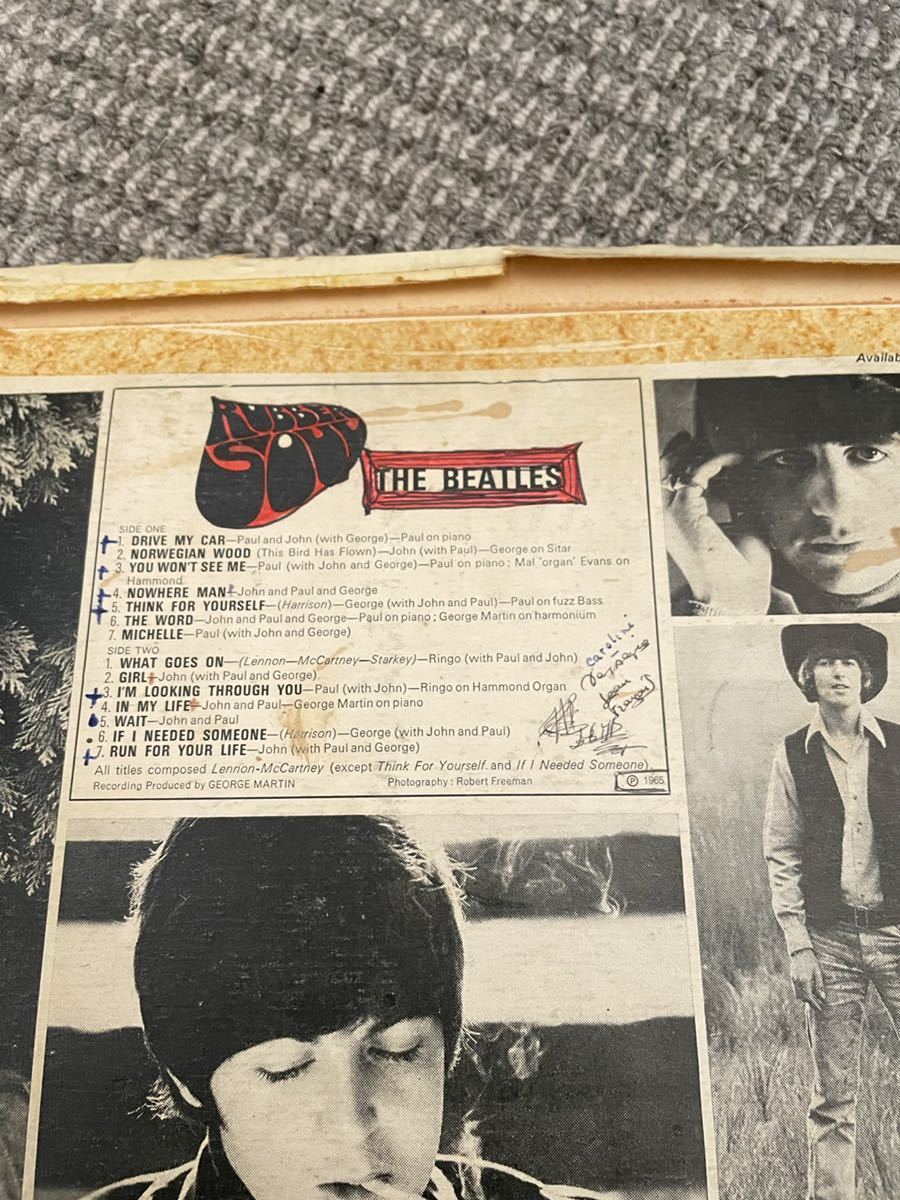 Availab
RUBBER
SOUL
THE BEATLES
SIDE ONE
1. DRIVE MY CAR—Paul and John (with George)—Paul on piano
2. NORWEGIAN WOOD (This Bird Has Flown)—John (with Paul)—George on Sitar
3. YOU WON'T SEE ME—Paul (with John and George)—Paul on piano; Mal 'organ' Evans on
Hammond
4. NOWHERE MAN—John and Paul and George
5. THINK FOR YOURSELF—(Harrison)—George (with John and Paul)—Paul on fuzz Bass
6. THE WORD—John and Paul and George—Paul on piano; George Martin on harmonium
7. MICHELLE—Paul (with John and George)
SIDE TWO
1. WHAT GOES ON—(Lennon—McCartney—Starkey)—Ringo (with Paul and John)
2. GIRL—John (with Paul and George)
3. I'M LOOKING THROUGH YOU—Paul (with John)—Ringo on Hammond Organ
4. IN MY LIFE—John and Paul—George Martin on piano
5. WAIT—John and Paul
6. IF I NEEDED SOMEONE—(Harrison)—George (with John and Paul)
7. RUN FOR YOUR LIFE—John (with Paul and George)
All titles composed Lennon-McCartney (except Think For Yourself and If I Needed Someone).
Recording Produced by GEORGE MARTIN Photography: Robert Freeman
℗ 1965
Caroline
Jean